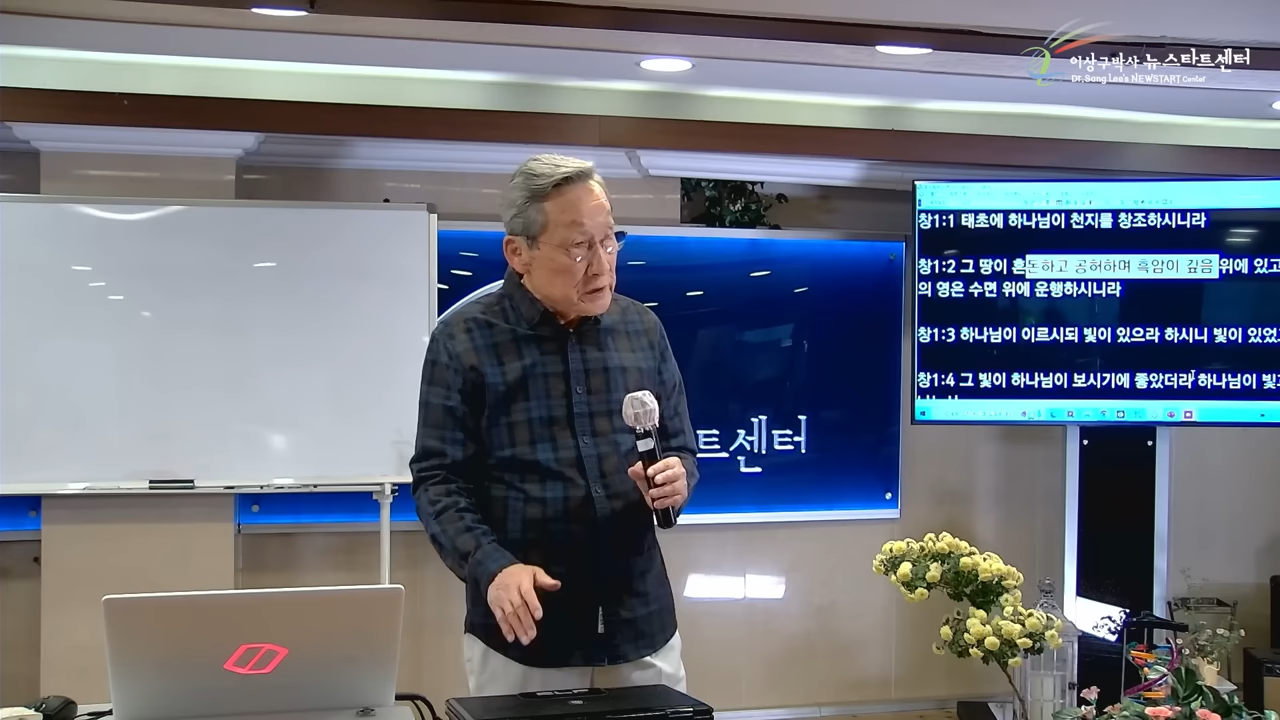 이상구박사 뉴스타트센터
Dr. Sang Lee's NEWSTART Center
창1:1 태초에 하나님이 천지를 창조하시니라
창1:2 그 땅이 혼돈하고 공허하며 흑암이 깊음 위에 있고
의 영은 수면 위에 운행하시니라
창1:3 하나님이 이르시되 빛이 있으라 하시니 빛이 있었
창1:4 그 빛이 하나님이 보시기에 좋았더라 하나님이 빛
트센터